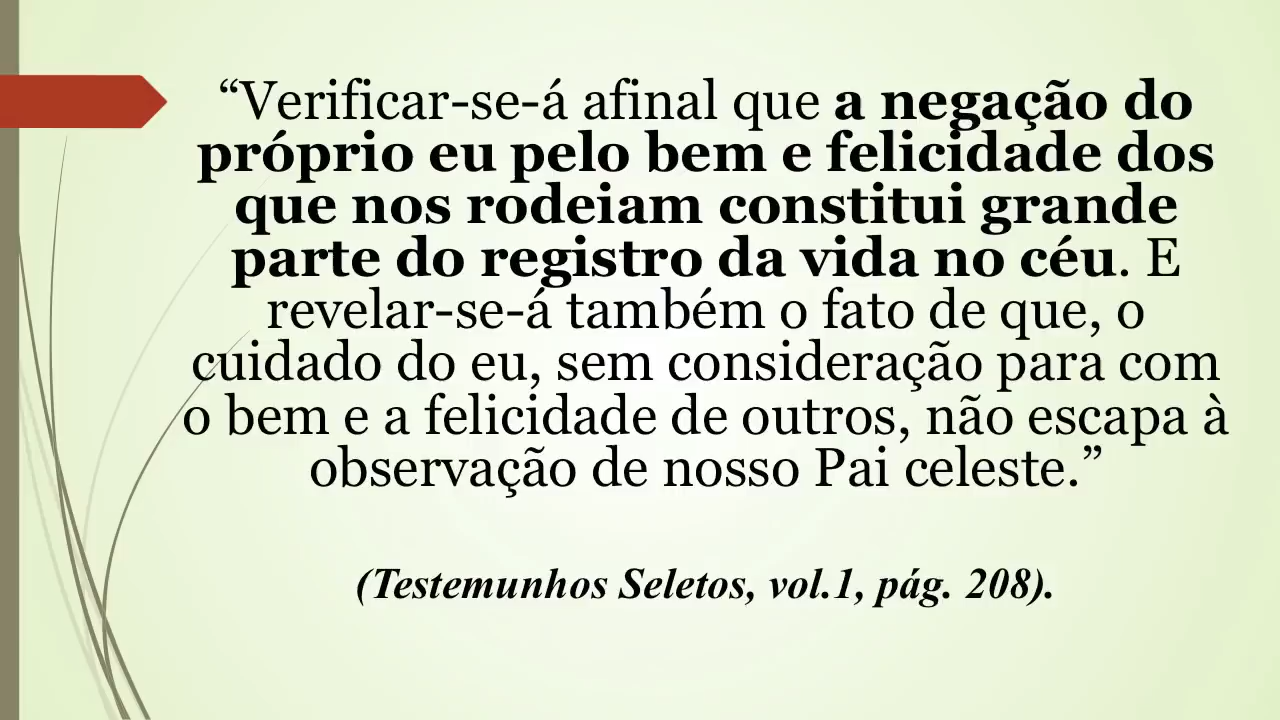 “Verificar-se-á afinal que a negação do
próprio eu pelo bem e felicidade dos
que nos rodeiam constitui grande
parte do registro da vida no céu. E
revelar-se-á também o fato de que, o
cuidado do eu, sem consideração para com
o bem e a felicidade de outros, não escapa à
observação de nosso Pai celeste.”
(Testemunhos Seletos, vol.1, pág. 208).